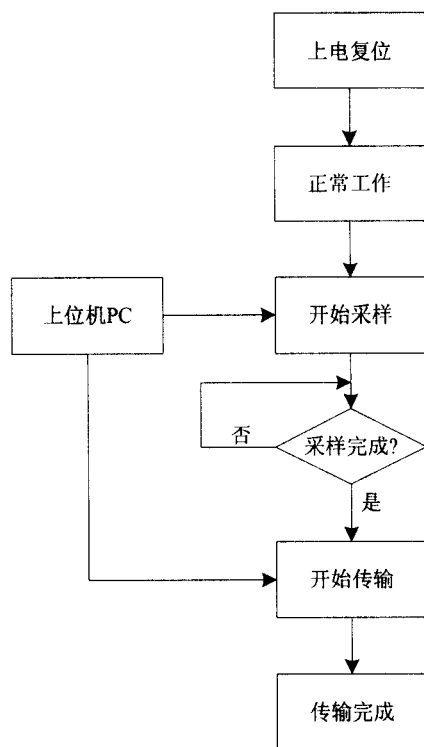 上电复位
正常工作
上位机PC
开始采样
否
采样完成?
是
开始传输
传输完成